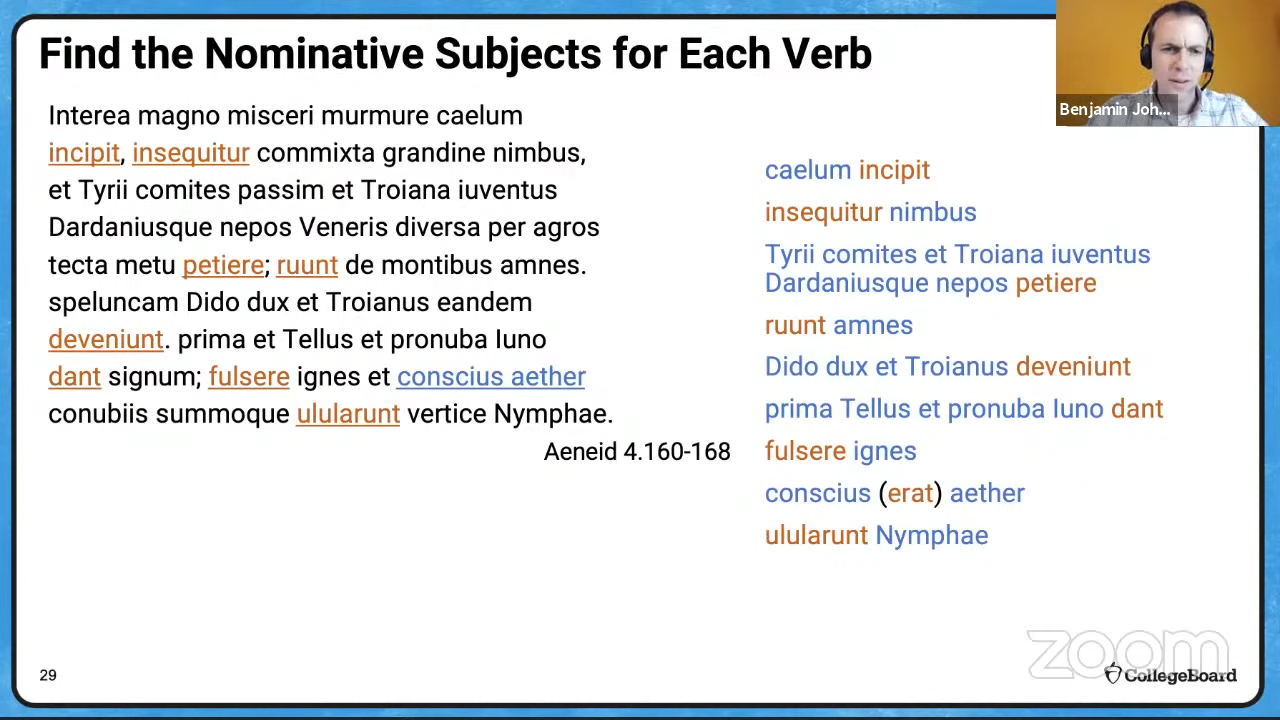 Find the Nominative Subjects for Each Verb
Benjamin Joh...
Interea magno misceri murmure caelum
incipit, insequitur commixta grandine nimbus,
et Tyrii comites passim et Troiana iuventus
Dardaniusque nepos Veneris diversa per agros
tecta metu petiere; ruunt de montibus amnes.
speluncam Dido dux et Troianus eandem
deveniunt. prima et Tellus et pronuba Iuno
dant signum; fulsere ignes et conscius aether
conubiis summoque ulularunt vertice Nymphae.
Aeneid 4.160-168
caelum incipit
insequitur nimbus
Tyrii comites et Troiana iuventus
Dardaniusque nepos petiere
ruunt amnes
Dido dux et Troianus deveniunt
prima Tellus et pronuba Iuno dant
fulsere ignes
conscius (erat) aether
ulularunt Nymphae
29
zoom
CollegeBoard